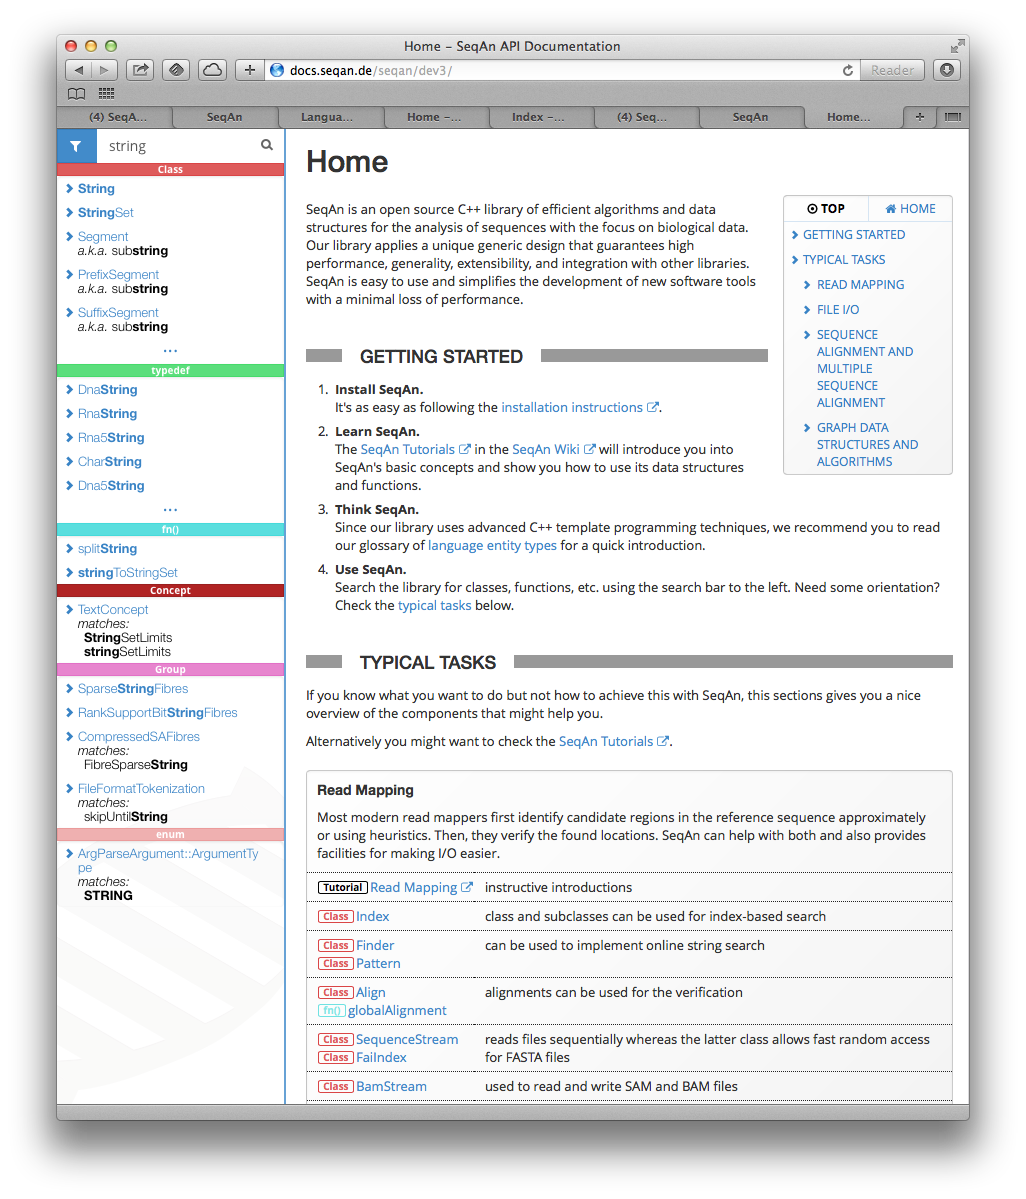 Home – SeqAn API Documentation
docs.seqan.de/seqan/dev3/
Reader
(4) SeqA...
SeqAn
Langua...
Home –...
Index –...
(4) Seq...
SeqAn
Home...
string
Class
String
StringSet
Segment
a.k.a. substring
PrefixSegment
a.k.a. substring
SuffixSegment
a.k.a. substring
...
typedef
DnaString
RnaString
Rna5String
CharString
Dna5String
...
fn()
splitString
stringToStringSet
Concept
TextConcept
matches:
StringSetLimits
stringSetLimits
Group
SparseStringFibres
RankSupportBitStringFibres
CompressedSAFibres
matches:
FibreSparseString
FileFormatTokenization
matches:
skipUntilString
enum
ArgParseArgument::ArgumentTy
pe
matches:
STRING
Home
SeqAn is an open source C++ library of efficient algorithms and data
structures for the analysis of sequences with the focus on biological data.
Our library applies a unique generic design that guarantees high
performance, generality, extensibility, and integration with other libraries.
SeqAn is easy to use and simplifies the development of new software tools
with a minimal loss of performance.
TOP
HOME
GETTING STARTED
TYPICAL TASKS
READ MAPPING
FILE I/O
SEQUENCE
ALIGNMENT AND
MULTIPLE
SEQUENCE
ALIGNMENT
GRAPH DATA
STRUCTURES AND
ALGORITHMS
GETTING STARTED
1. Install SeqAn.
It's as easy as following the installation instructions.
2. Learn SeqAn.
The SeqAn Tutorials in the SeqAn Wiki will introduce you into
SeqAn's basic concepts and show you how to use its data structures
and functions.
3. Think SeqAn.
Since our library uses advanced C++ template programming techniques, we recommend you to read
our glossary of language entity types for a quick introduction.
4. Use SeqAn.
Search the library for classes, functions, etc. using the search bar to the left. Need some orientation?
Check the typical tasks below.
TYPICAL TASKS
If you know what you want to do but not how to achieve this with SeqAn, this sections gives you a nice
overview of the components that might help you.
Alternatively you might want to check the SeqAn Tutorials.
Read Mapping
Most modern read mappers first identify candidate regions in the reference sequence approximately
or using heuristics. Then, they verify the found locations. SeqAn can help with both and also provides
facilities for making I/O easier.
Tutorial Read Mapping instructive introductions
Class Index class and subclasses can be used for index-based search
Class Finder can be used to implement online string search
Class Pattern
Class Align alignments can be used for the verification
fn() globalAlignment
Class SequenceStream reads files sequentially whereas the latter class allows fast random access
Class FaiIndex for FASTA files
Class BamStream used to read and write SAM and BAM files